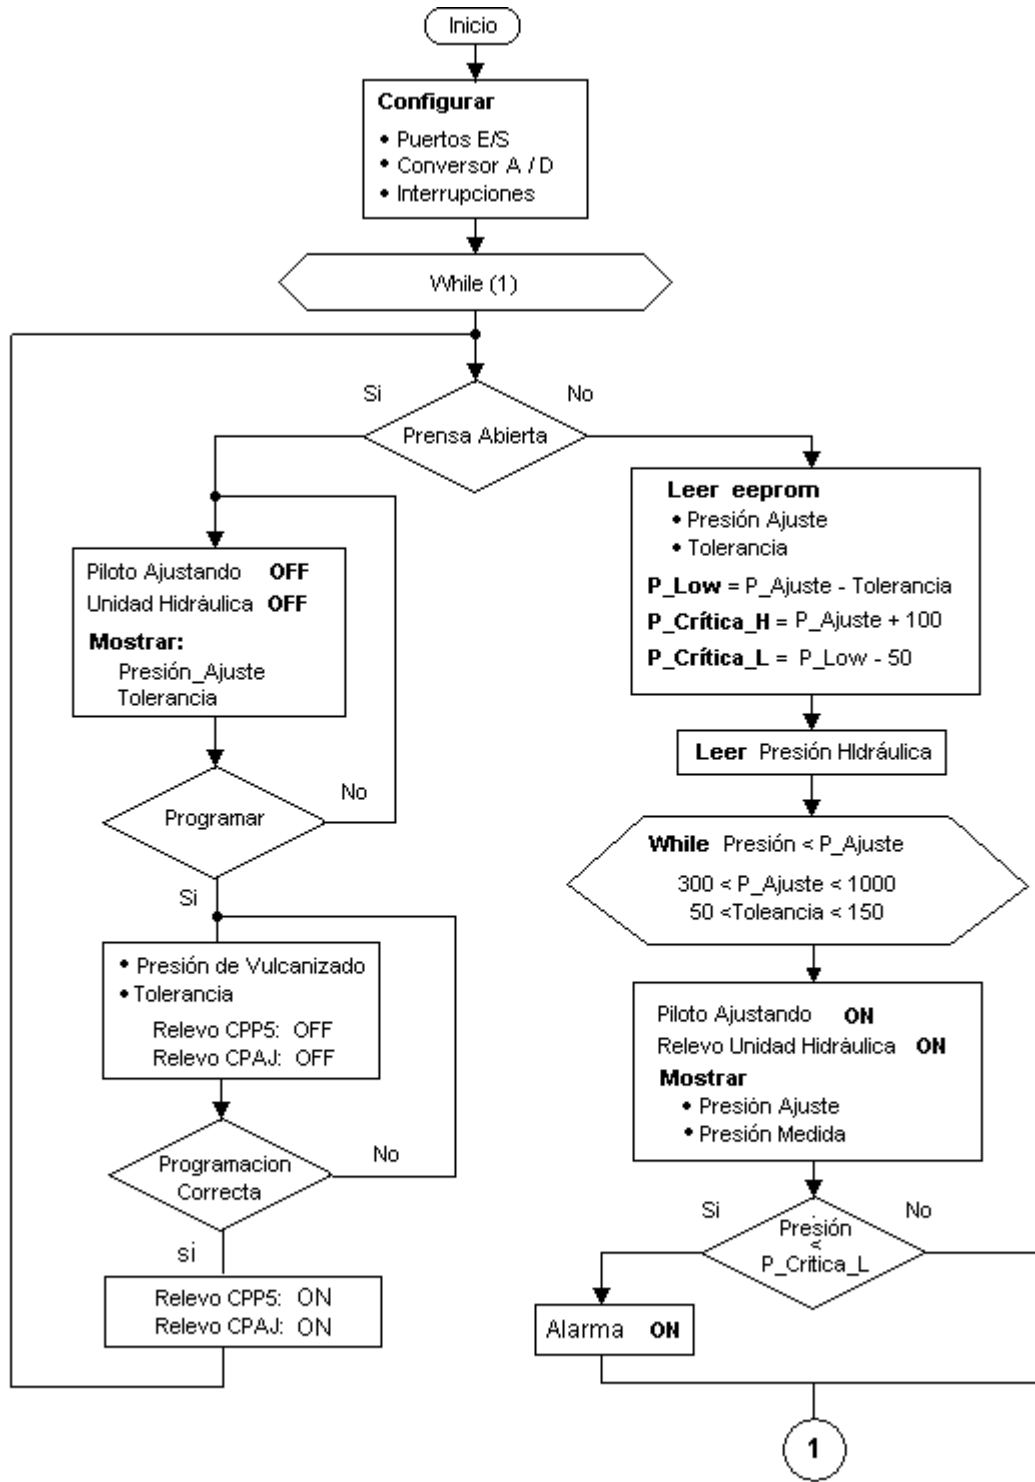 Inicio
Configurar
• Puertos E/S
• Conversor A / D
• Interrupciones
While (1)
Si
No
Prensa Abierta
Piloto Ajustando OFF
Unidad Hidráulica OFF
Mostrar:
Presión_Ajuste
Tolerancia
Programar
No
Si
• Presión de Vulcanizado
• Tolerancia
Relevo CPP5: OFF
Relevo CPAJ: OFF
Programacion
Correcta
No
si
Relevo CPP5: ON
Relevo CPAJ: ON
Leer eeprom
• Presión Ajuste
• Tolerancia
P_Low = P_Ajuste - Tolerancia
P_Crítica_H = P_Ajuste + 100
P_Crítica_L = P_Low - 50
Leer Presión HIdráulica
While Presión < P_Ajuste
300 < P_Ajuste < 1000
50 <Toleancia < 150
Piloto Ajustando ON
Relevo Unidad Hidráulica ON
Mostrar
• Presión Ajuste
• Presión Medida
Si
No
Presión
<
P_Critica_L
Alarma ON
1